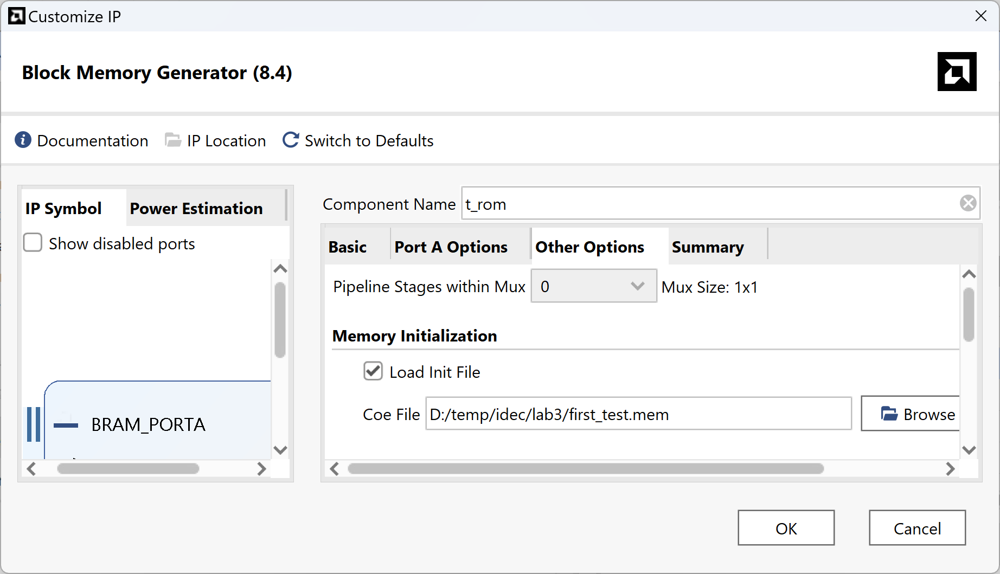 Customize IP
Block Memory Generator (8.4)
Documentation IP Location Switch to Defaults
IP Symbol Power Estimation
Show disabled ports
BRAM_PORTA
Component Name t_rom
Basic Port A Options Other Options Summary
Pipeline Stages within Mux 0 Mux Size: 1x1
Memory Initialization
Load Init File
Coe File D:/temp/idec/lab3/first_test.mem Browse
OK Cancel